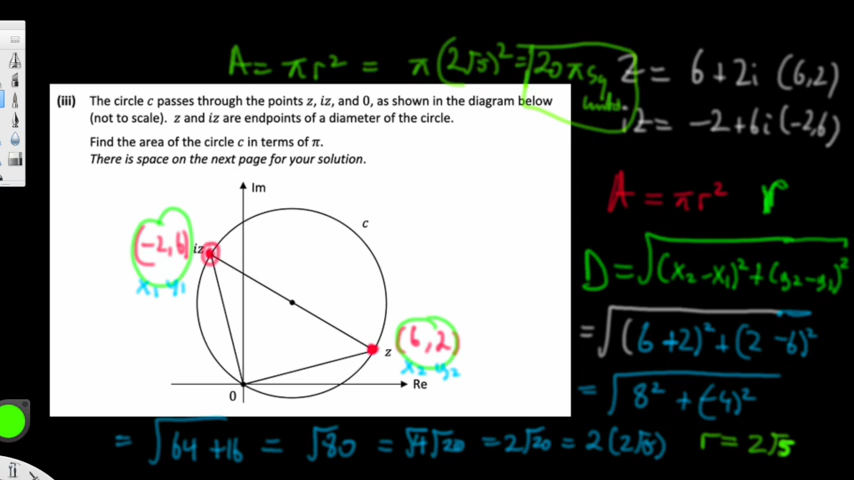 A = πr² = π(2√5)² = 20π sq units
z = 6+2i (6,2)
iz = -2+6i (-2,6)
(iii) The circle c passes through the points z, iz, and 0, as shown in the diagram below
(not to scale). z and iz are endpoints of a diameter of the circle.
Find the area of the circle c in terms of π.
There is space on the next page for your solution.
A = πr² r
Im
c
(-2,6) iz
x₁ y₁
D = √(x₂-x₁)²+(y₂-y₁)²
= √(6+2)²+(2-6)²
z (6,2)
x₂ y₂
Re
0
= √8²+(-4)²
= √64+16 = √80 = √4√20 = 2√20 = 2(2√5) r = 2√5